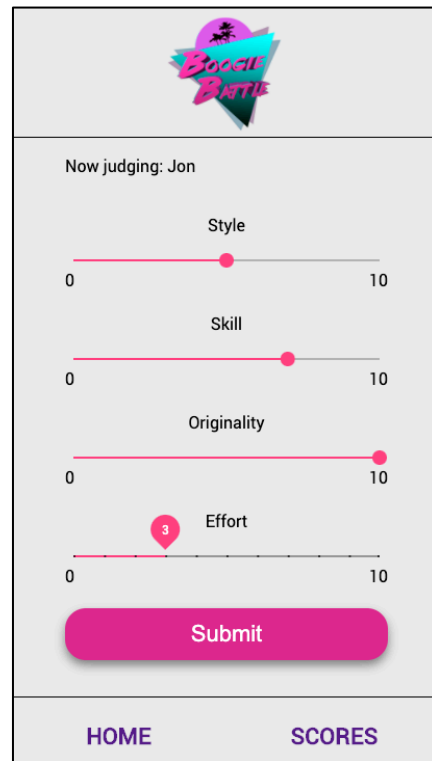 BOOGIE
BATTLE
Now judging: Jon
Style
0 10
Skill
0 10
Originality
0 10
Effort
3
0 10
Submit
HOME SCORES